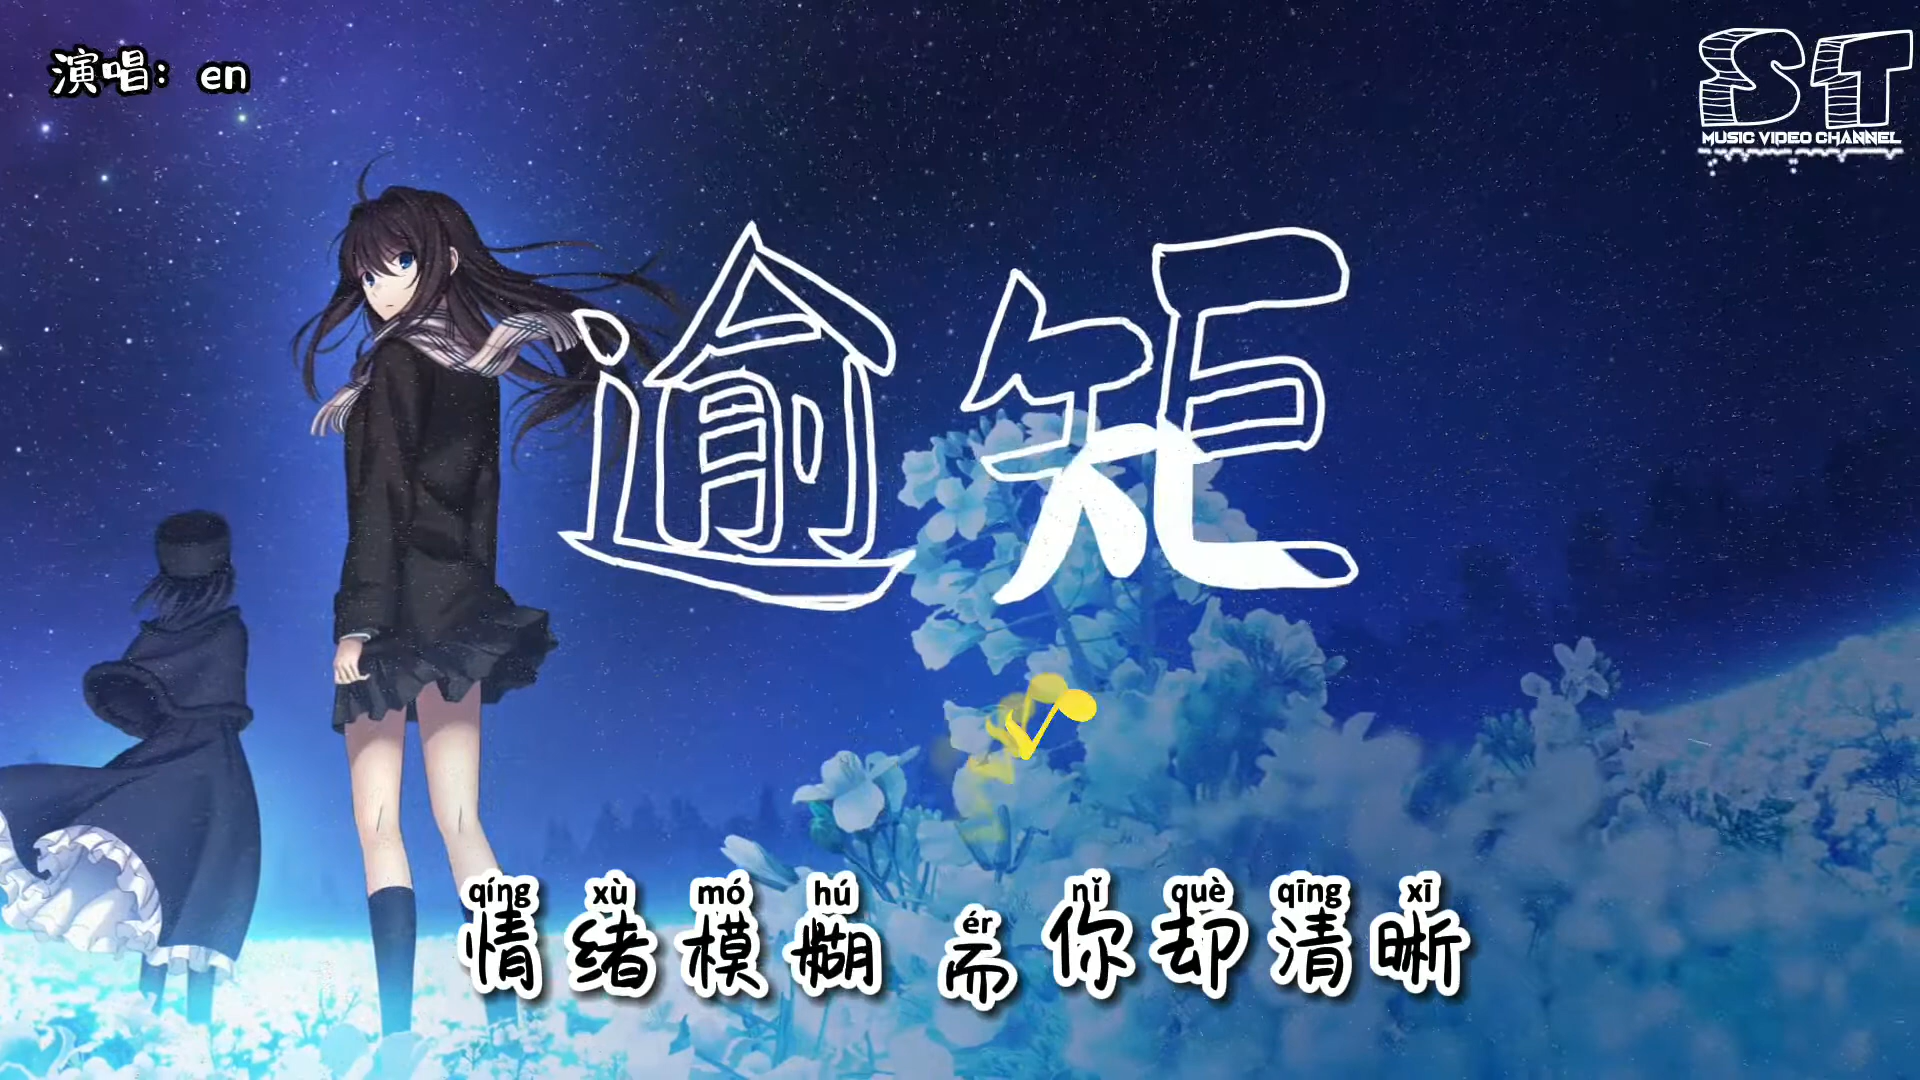 演唱：en
ST
MUSIC VIDEO CHANNEL
逾矩
qíng xù mó hú ér nǐ què qīng xī
情绪模糊 而你却清晰